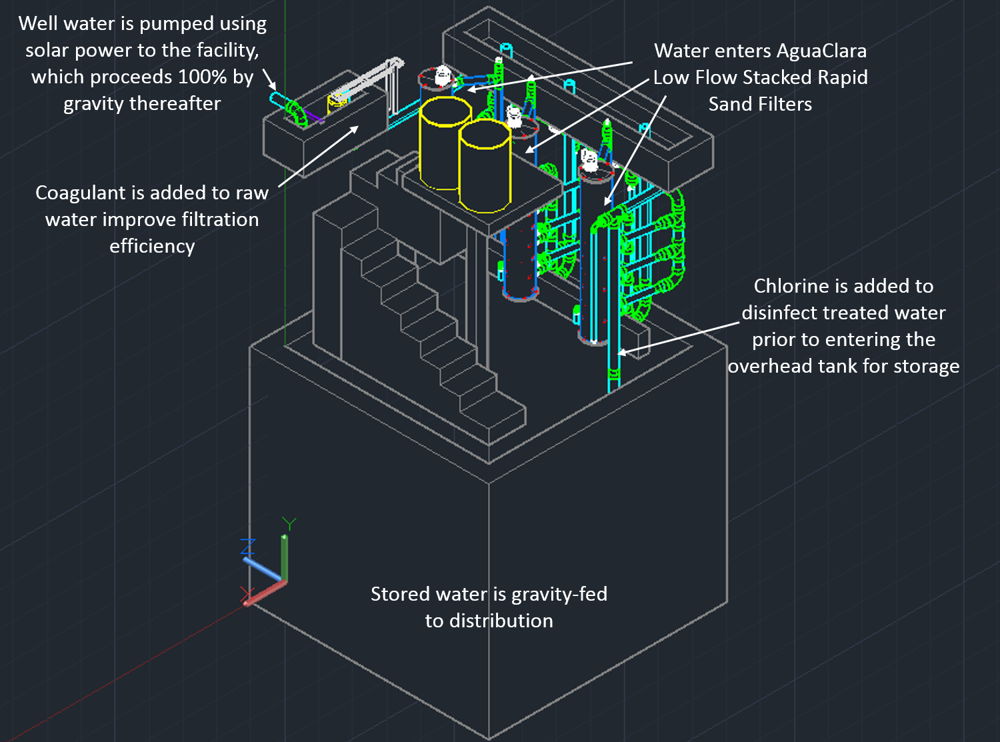 Well water is pumped using
solar power to the facility,
which proceeds 100% by
gravity thereafter
Water enters AguaClara
Low Flow Stacked Rapid
Sand Filters
Coagulant is added to raw
water improve filtration
efficiency
Chlorine is added to
disinfect treated water
prior to entering the
overhead tank for storage
Y
Z
X
Stored water is gravity-fed
to distribution